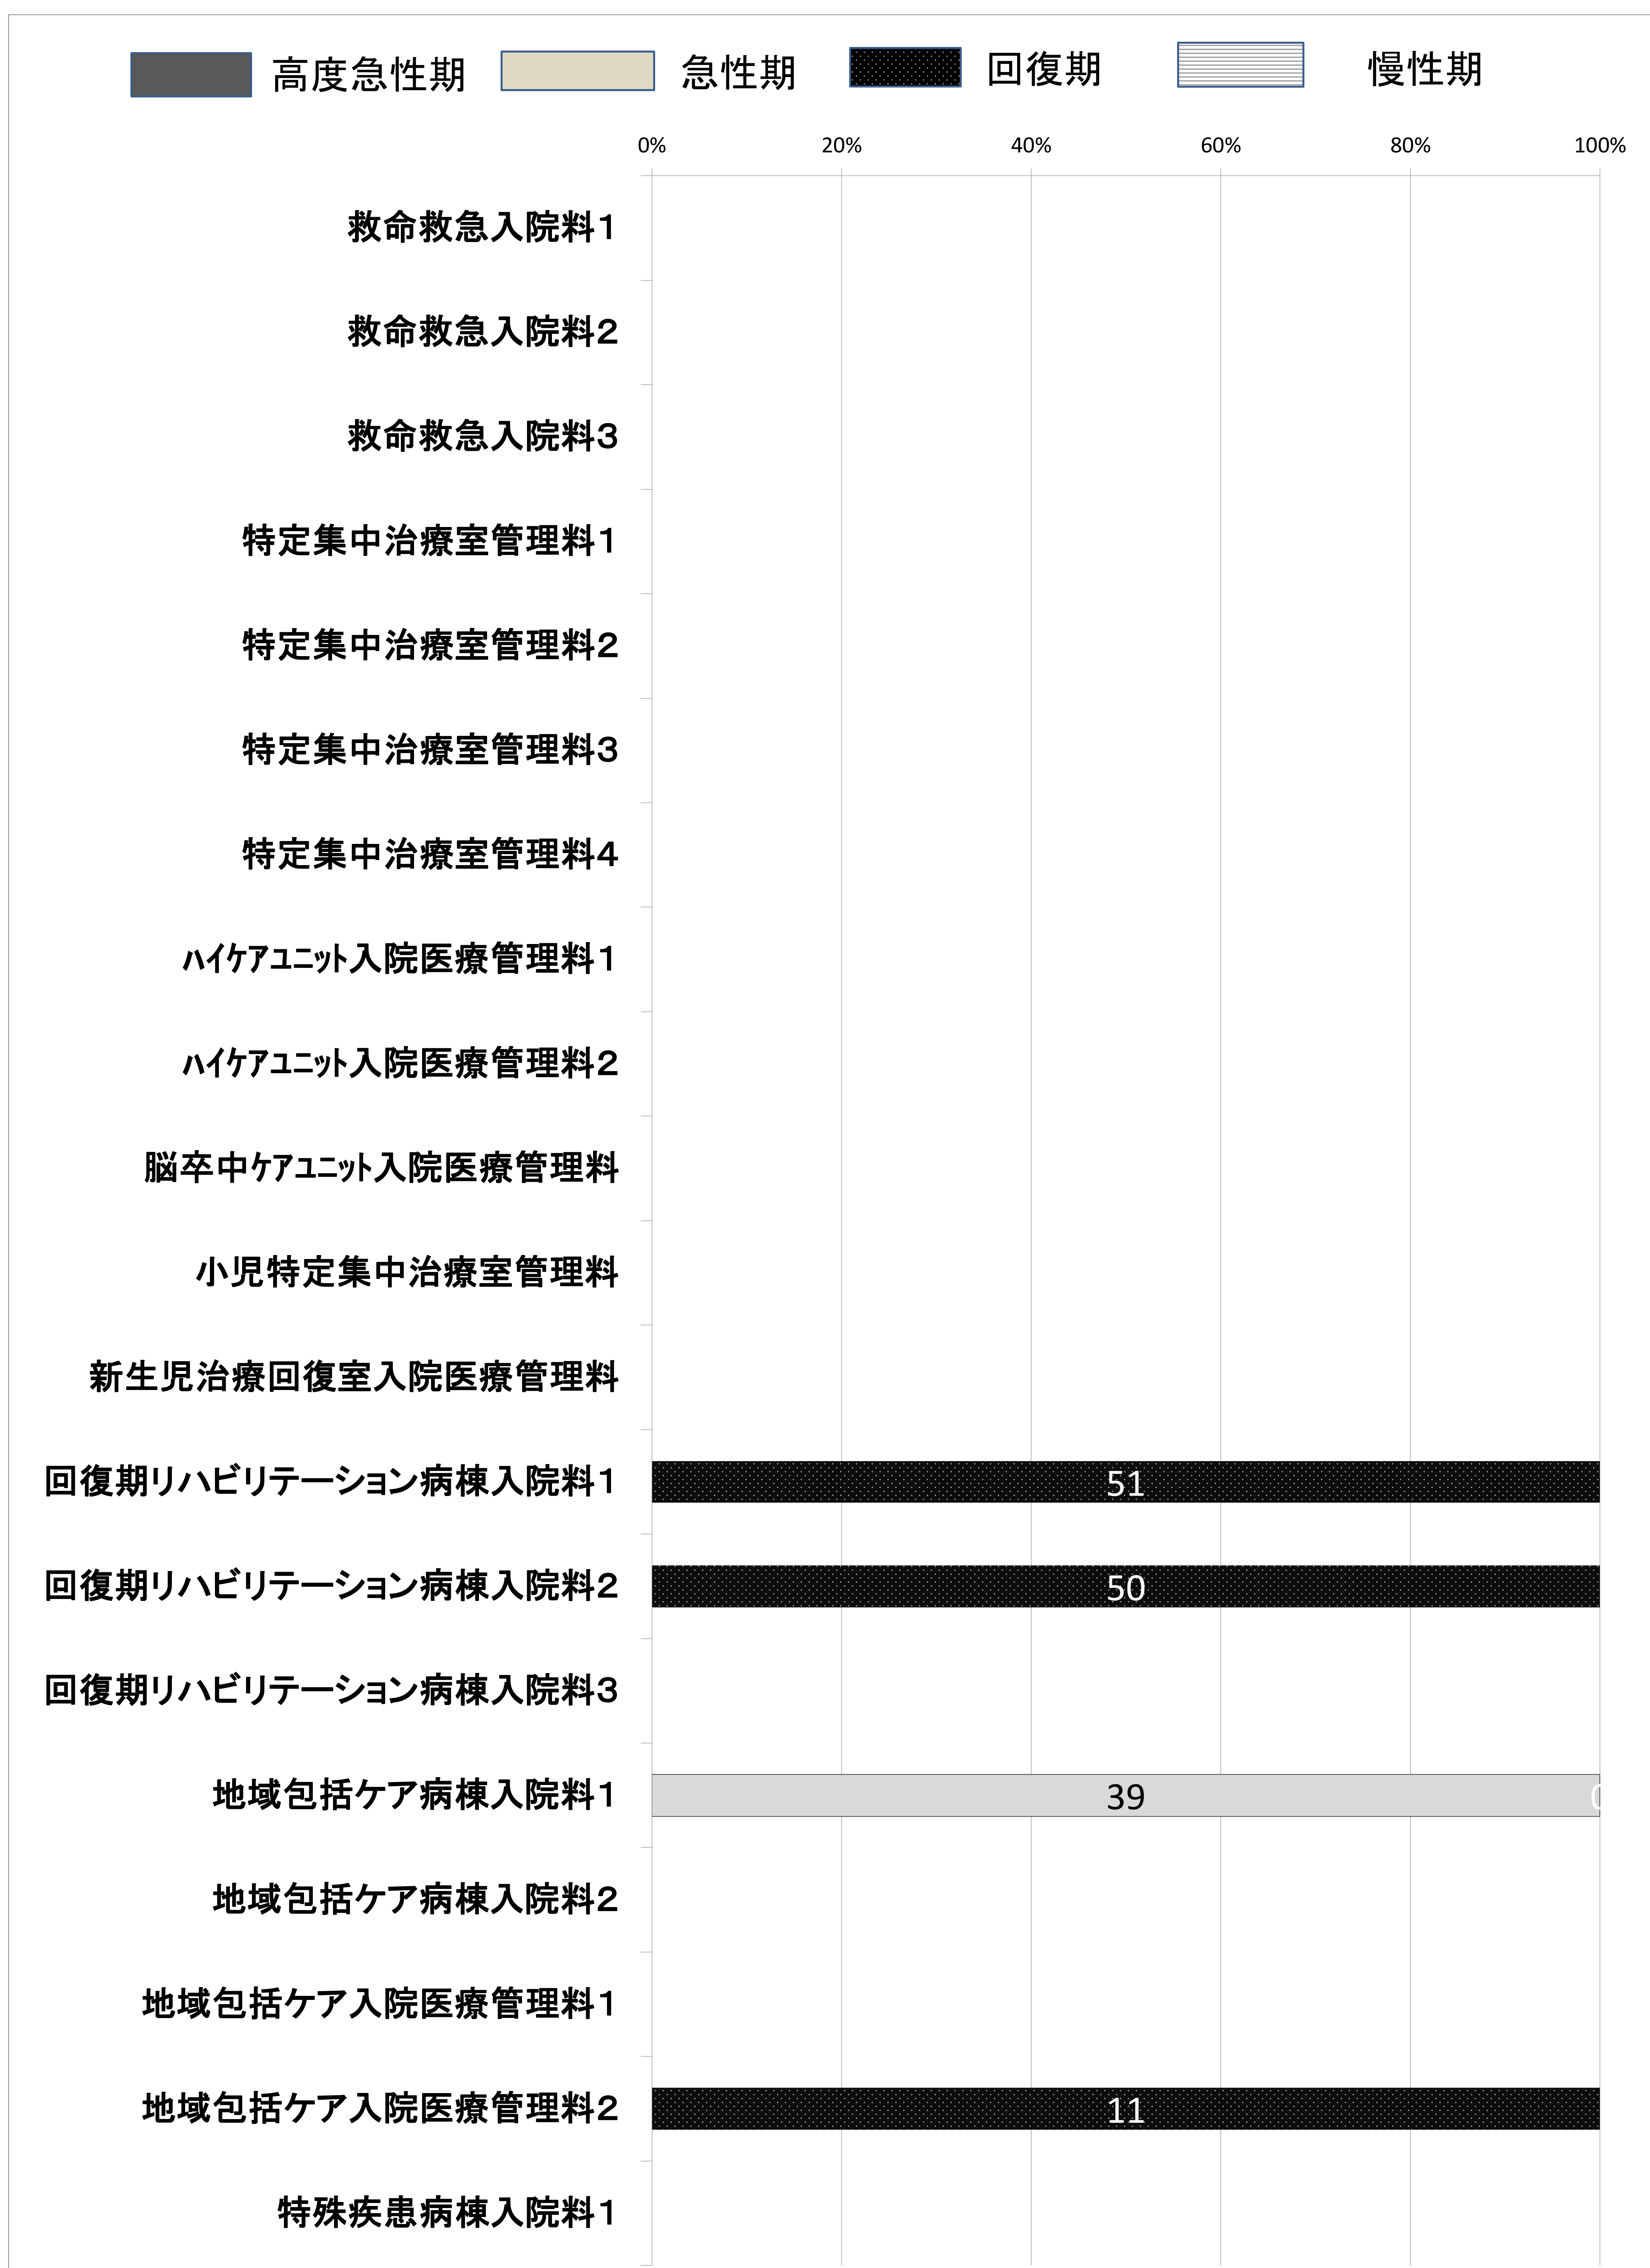 高度急性期 急性期 回復期 慢性期
0% 20% 40% 60% 80% 100%
救命救急入院料1
救命救急入院料2
救命救急入院料3
特定集中治療室管理料1
特定集中治療室管理料2
特定集中治療室管理料3
特定集中治療室管理料4
ﾊｲｹｱﾕﾆｯﾄ入院医療管理料1
ﾊｲｹｱﾕﾆｯﾄ入院医療管理料2
脳卒中ｹｱﾕﾆｯﾄ入院医療管理料
小児特定集中治療室管理料
新生児治療回復室入院医療管理料
回復期リハビリテーション病棟入院料1 51
回復期リハビリテーション病棟入院料2 50
回復期リハビリテーション病棟入院料3
地域包括ケア病棟入院料1 39 0
地域包括ケア病棟入院料2
地域包括ケア入院医療管理料1
地域包括ケア入院医療管理料2 11
特殊疾患病棟入院料1